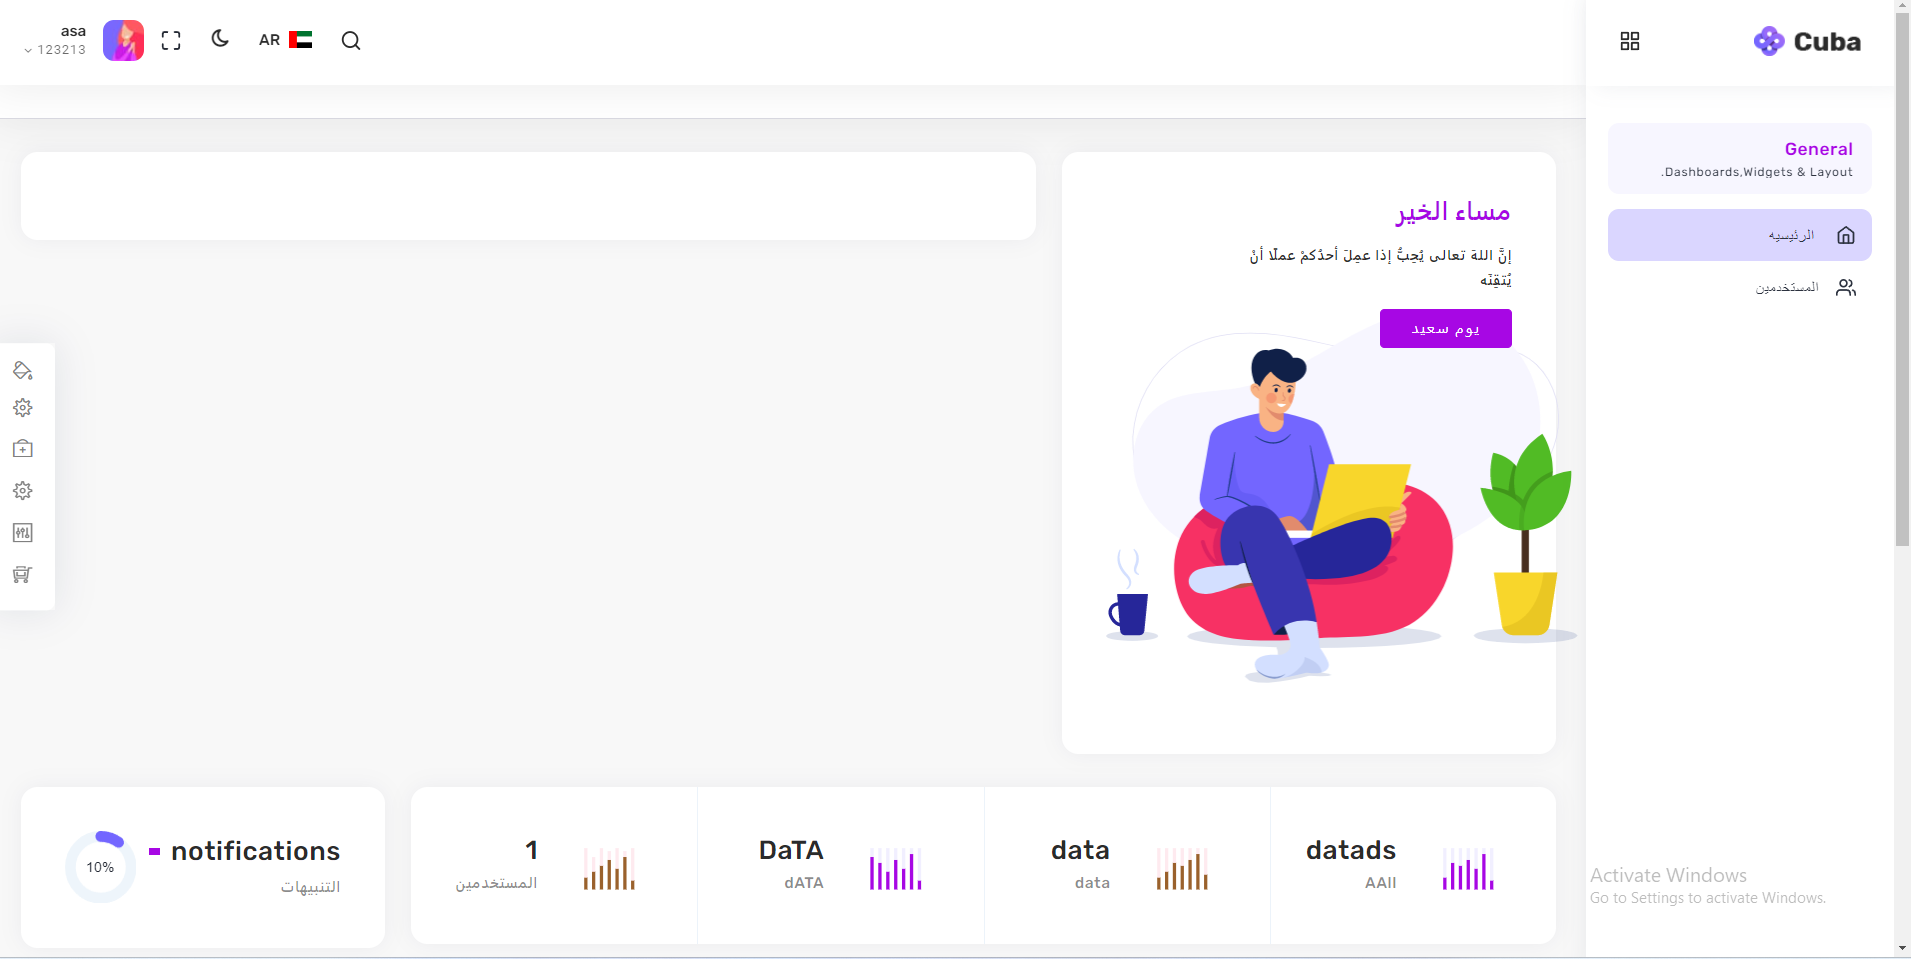 Cuba
AR
asa
123213
General
Dashboards,Widgets & Layout.
الرئيسيه
المستخدمين
مساء الخير
إنَّ اللهَ تعالى يُحِبُّ إذا عمِلَ أحدُكمْ عملًا أنْ
يُتقِنَه
يوم سعيد
datads
AAll
data
data
DaTA
dATA
1
المستخدمين
notifications
التنبيهات
10%
Activate Windows
Go to Settings to activate Windows.